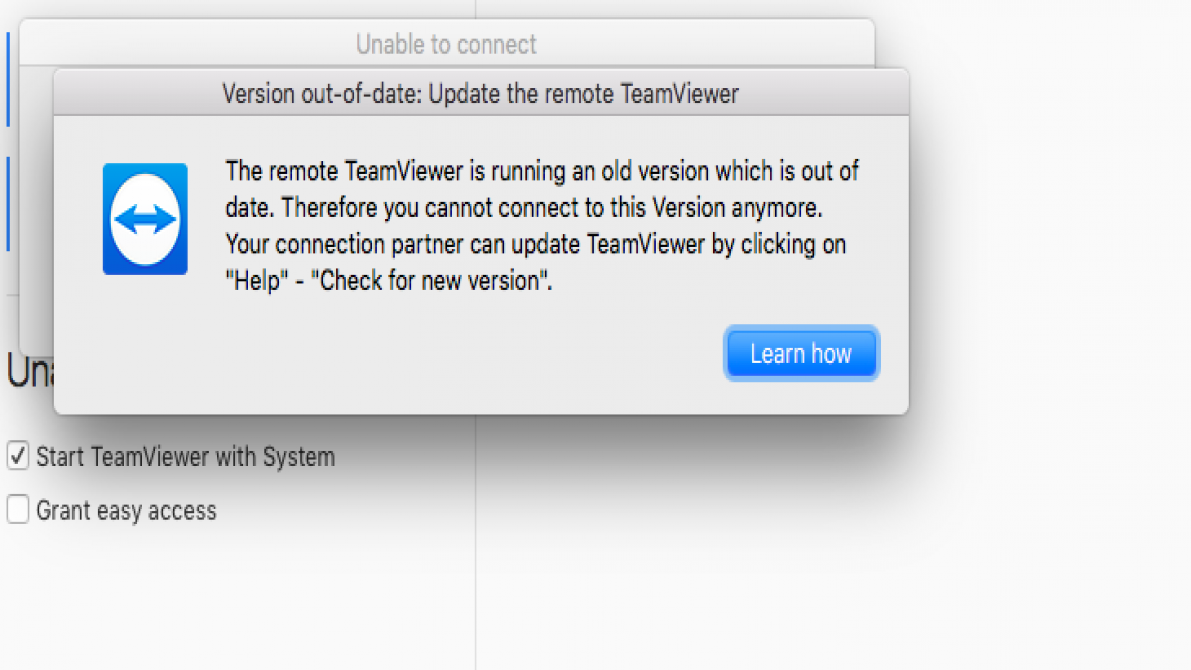 Unable to connect
Version out-of-date: Update the remote TeamViewer
The remote TeamViewer is running an old version which is out of
date. Therefore you cannot connect to this Version anymore.
Your connection partner can update TeamViewer by clicking on
"Help" - "Check for new version".
Learn how
Start TeamViewer with System
Grant easy access